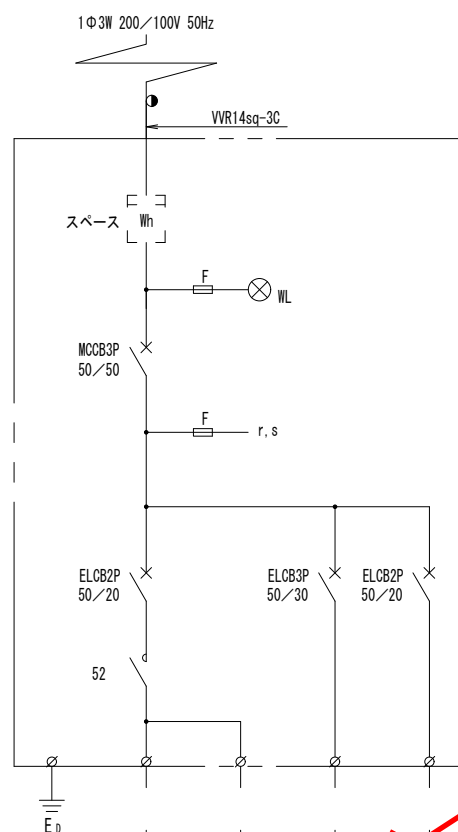 1Φ3W 200/100V 50Hz
VVR14sq-3C
スペース Wh
F
WL
MCCB3P
50/50
F
r,s
ELCB2P
50/20
ELCB3P
50/30
ELCB2P
50/20
52
ED